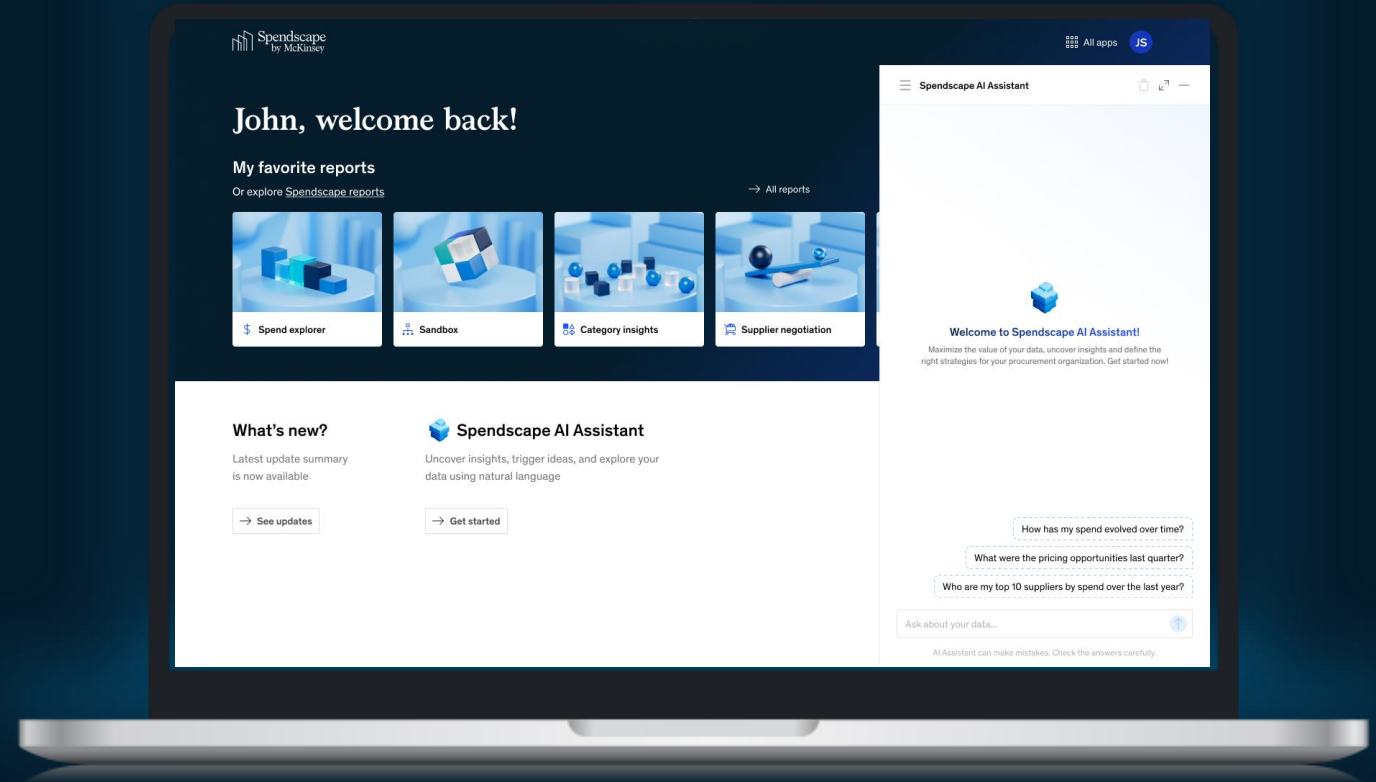 Spendscape
by McKinsey
All apps
JS
John, welcome back!
My favorite reports
Or explore Spendscape reports
All reports
$ Spend explorer
Sandbox
Category insights
Supplier negotiation
What's new?
Latest update summary
is now available
See updates
Spendscape AI Assistant
Uncover insights, trigger ideas, and explore your
data using natural language
Get started
Spendscape AI Assistant
Welcome to Spendscape AI Assistant!
Maximize the value of your data, uncover insights and define the
right strategies for your procurement organization. Get started now!
How has my spend evolved over time?
What were the pricing opportunities last quarter?
Who are my top 10 suppliers by spend over the last year?
Ask about your data...
AI Assistant can make mistakes. Check the answers carefully.